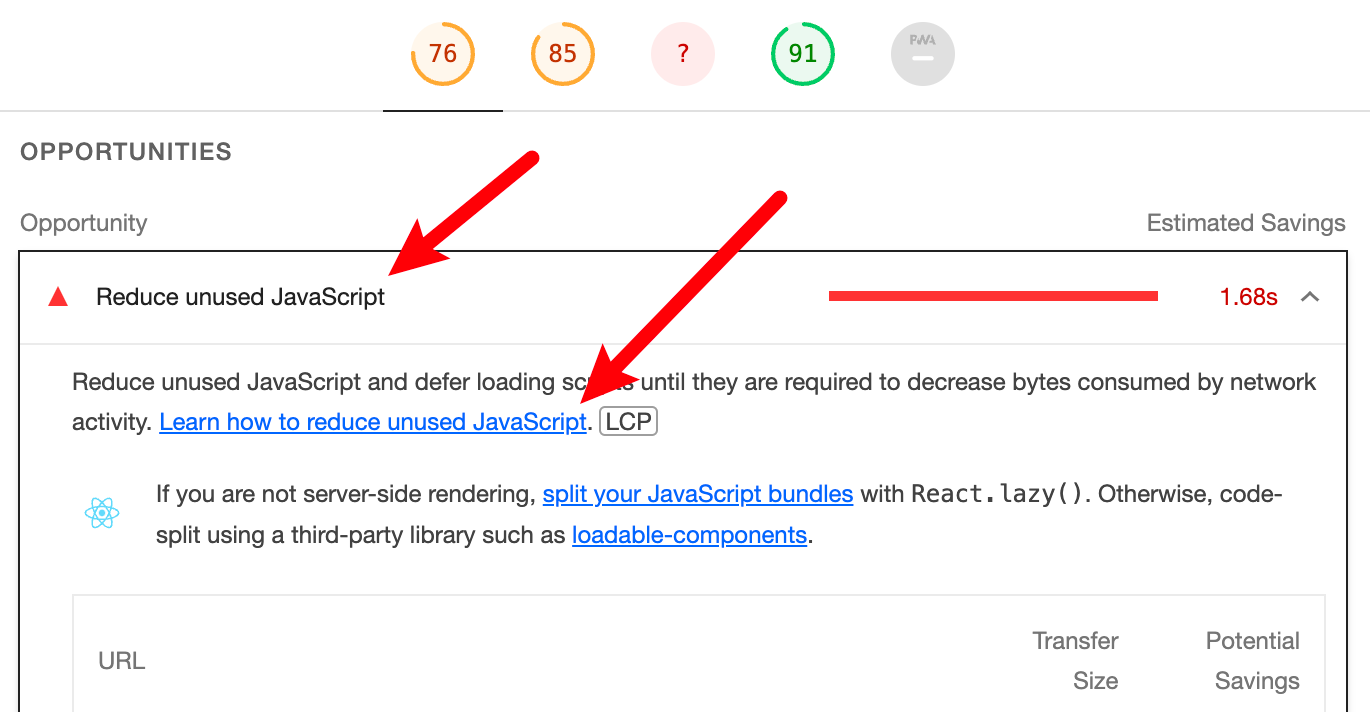 76 85 ? 91 PWA
OPPORTUNITIES
Opportunity Estimated Savings
Reduce unused JavaScript 1.68s
Reduce unused JavaScript and defer loading scripts until they are required to decrease bytes consumed by network
activity. Learn how to reduce unused JavaScript. LCP
If you are not server-side rendering, split your JavaScript bundles with React.lazy(). Otherwise, code-
split using a third-party library such as loadable-components.
URL
Transfer Size
Potential Savings